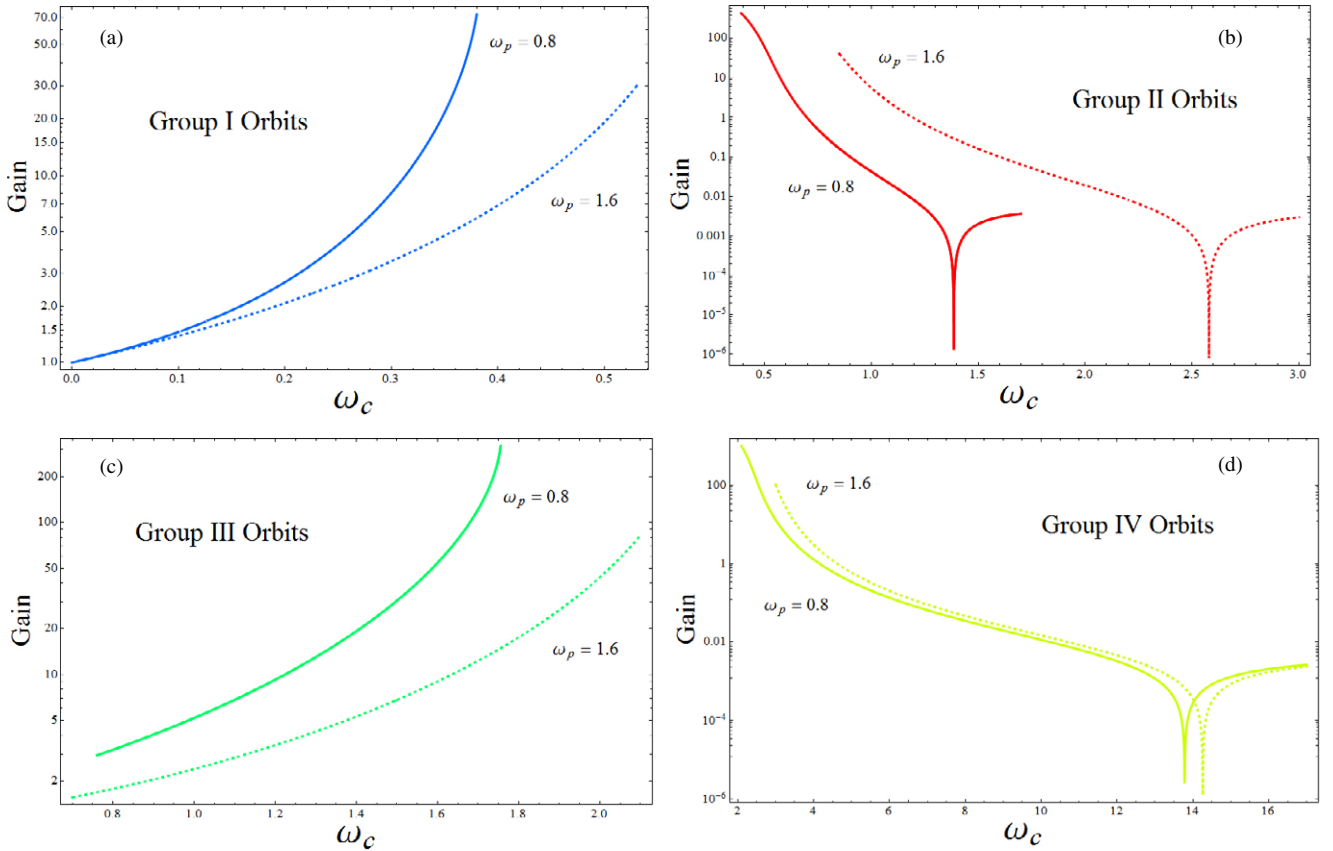 (a)
70.0
50.0
30.0
20.0
15.0
10.0
7.0
5.0
3.0
2.0
1.5
1.0
Gain
ω_p = 0.8
Group I Orbits
ω_p = 1.6
0.0 0.1 0.2 0.3 0.4 0.5
ω_c
(b)
100
10
1
0.1
0.01
0.001
10⁻⁴
10⁻⁵
10⁻⁶
Gain
ω_p = 1.6
Group II Orbits
ω_p = 0.8
0.5 1.0 1.5 2.0 2.5 3.0
ω_c
(c)
200
100
50
20
10
5
2
Gain
ω_p = 0.8
Group III Orbits
ω_p = 1.6
0.8 1.0 1.2 1.4 1.6 1.8 2.0
ω_c
(d)
100
1
0.01
10⁻⁴
10⁻⁶
Gain
ω_p = 1.6
Group IV Orbits
ω_p = 0.8
2 4 6 8 10 12 14 16
ω_c